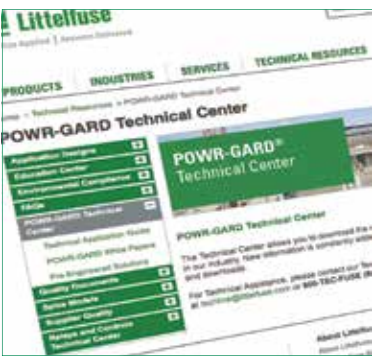 Littelfuse
PRODUCTS INDUSTRIES SERVICES TECHNICAL RESOURCES
Technical Resources > POWR-GARD Technical Center
POWR-GARD Technical Center
Application Designs
Education Center
Environmental Compliance
FAQs
POWR-GARD Technical
Center
Technical Application Guide
POWR-GARD White Papers
Pre-Engineered Solutions
Quality Documents
Spice Models
Supplier Quality
Relays and Controls
Technical Center
POWR-GARD®
Technical Center
POWR-GARD Technical Center
The Technical Center allows you to download the
in our industry. New information is constantly
and downloads.
For Technical Assistance, please contact our
at techline@littelfuse.com or 800-TEC-FUSE
About